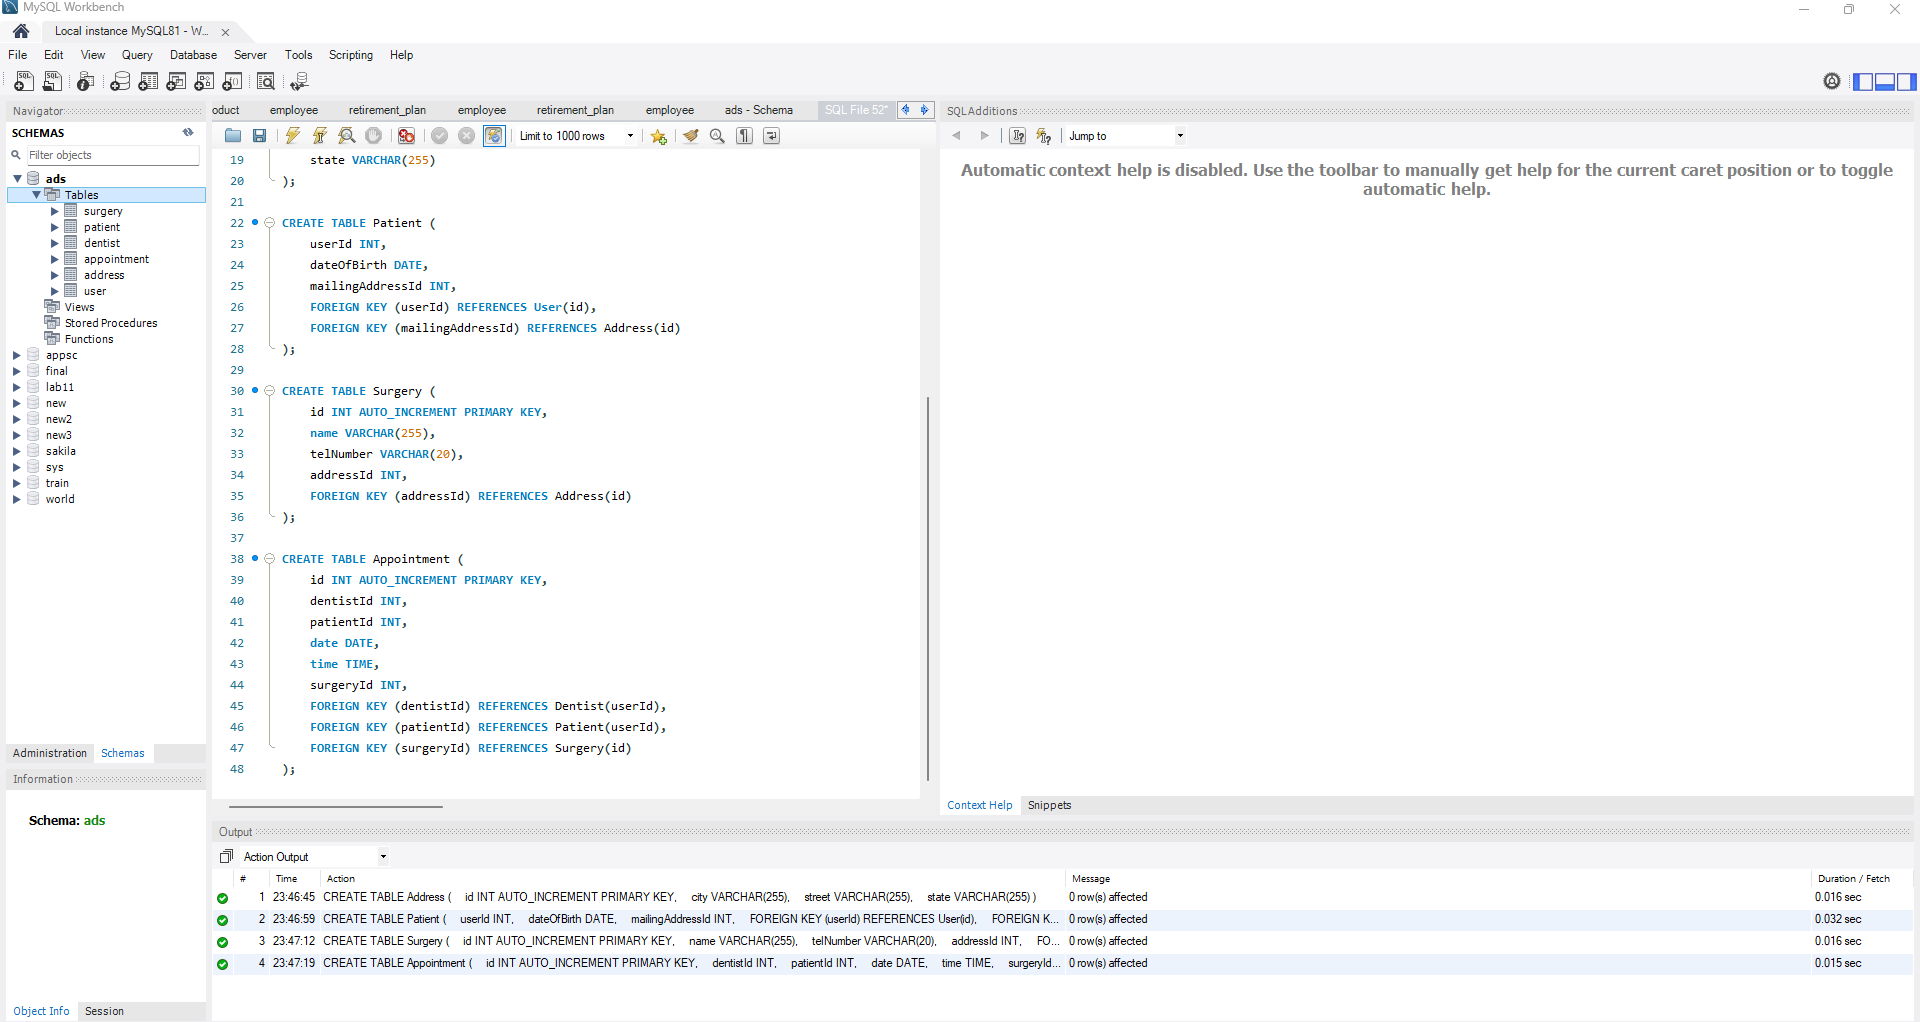 MySQL Workbench
Local instance MySQL81 - W...
File Edit View Query Database Server Tools Scripting Help
Navigator
SCHEMAS
Filter objects
ads
Tables
surgery
patient
dentist
appointment
address
user
Views
Stored Procedures
Functions
appsc
final
lab11
new
new2
new3
sakila
sys
train
world
Administration Schemas
Information
Schema: ads
Object Info Session
oduct employee retirement_plan employee retirement_plan employee ads - Schema SQL File 52*
Limit to 1000 rows
19 state VARCHAR(255)
20 );
21
22 CREATE TABLE Patient (
23 userId INT,
24 dateOfBirth DATE,
25 mailingAddressId INT,
26 FOREIGN KEY (userId) REFERENCES User(id),
27 FOREIGN KEY (mailingAddressId) REFERENCES Address(id)
28 );
29
30 CREATE TABLE Surgery (
31 id INT AUTO_INCREMENT PRIMARY KEY,
32 name VARCHAR(255),
33 telNumber VARCHAR(20),
34 addressId INT,
35 FOREIGN KEY (addressId) REFERENCES Address(id)
36 );
37
38 CREATE TABLE Appointment (
39 id INT AUTO_INCREMENT PRIMARY KEY,
40 dentistId INT,
41 patientId INT,
42 date DATE,
43 time TIME,
44 surgeryId INT,
45 FOREIGN KEY (dentistId) REFERENCES Dentist(userId),
46 FOREIGN KEY (patientId) REFERENCES Patient(userId),
47 FOREIGN KEY (surgeryId) REFERENCES Surgery(id)
48 );
SQLAdditions
Jump to
Automatic context help is disabled. Use the toolbar to manually get help for the current caret position or to toggle
automatic help.
Context Help Snippets
Output
Action Output
# Time Action Message Duration / Fetch
1 23:46:45 CREATE TABLE Address ( id INT AUTO_INCREMENT PRIMARY KEY, city VARCHAR(255), street VARCHAR(255), state VARCHAR(255) ) 0 row(s) affected 0.016 sec
2 23:46:59 CREATE TABLE Patient ( userId INT, dateOfBirth DATE, mailingAddressId INT, FOREIGN KEY (userId) REFERENCES User(id), FOREIGN K... 0 row(s) affected 0.032 sec
3 23:47:12 CREATE TABLE Surgery ( id INT AUTO_INCREMENT PRIMARY KEY, name VARCHAR(255), telNumber VARCHAR(20), addressId INT, FO... 0 row(s) affected 0.016 sec
4 23:47:19 CREATE TABLE Appointment ( id INT AUTO_INCREMENT PRIMARY KEY, dentistId INT, patientId INT, date DATE, time TIME, surgeryId... 0 row(s) affected 0.015 sec